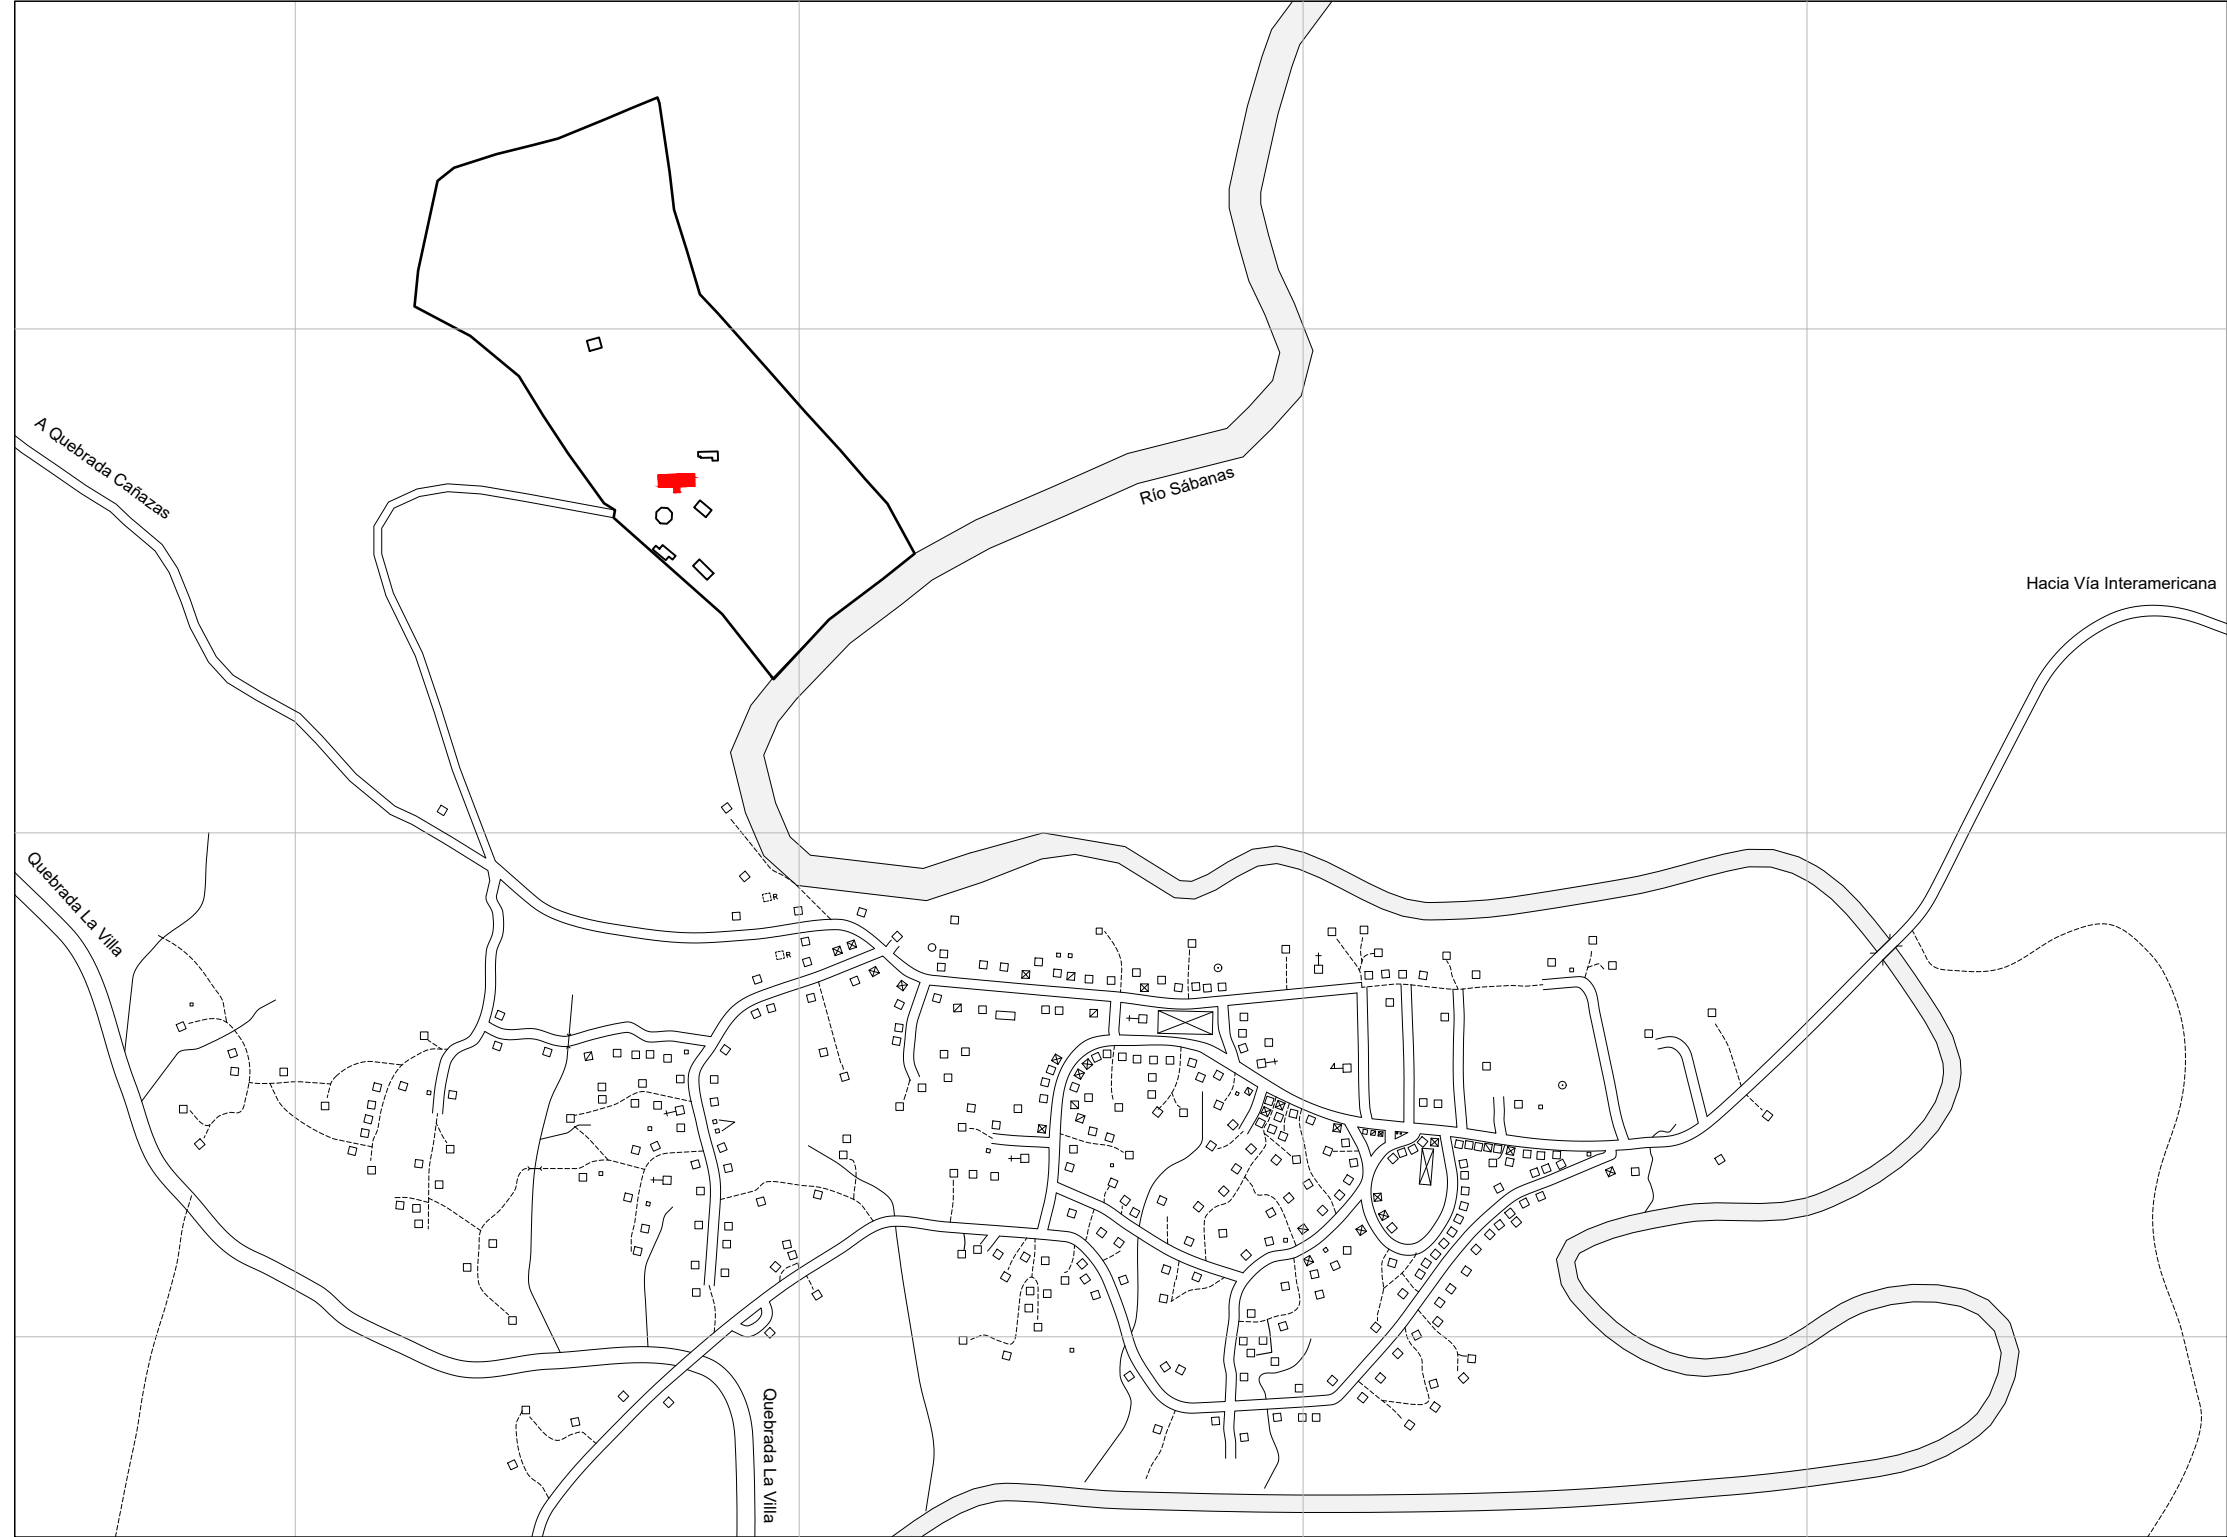 A Quebrada Cañazas
Río Sábanas
Hacia Vía Interamericana
Quebrada La Villa
R
R
Quebrada La Villa